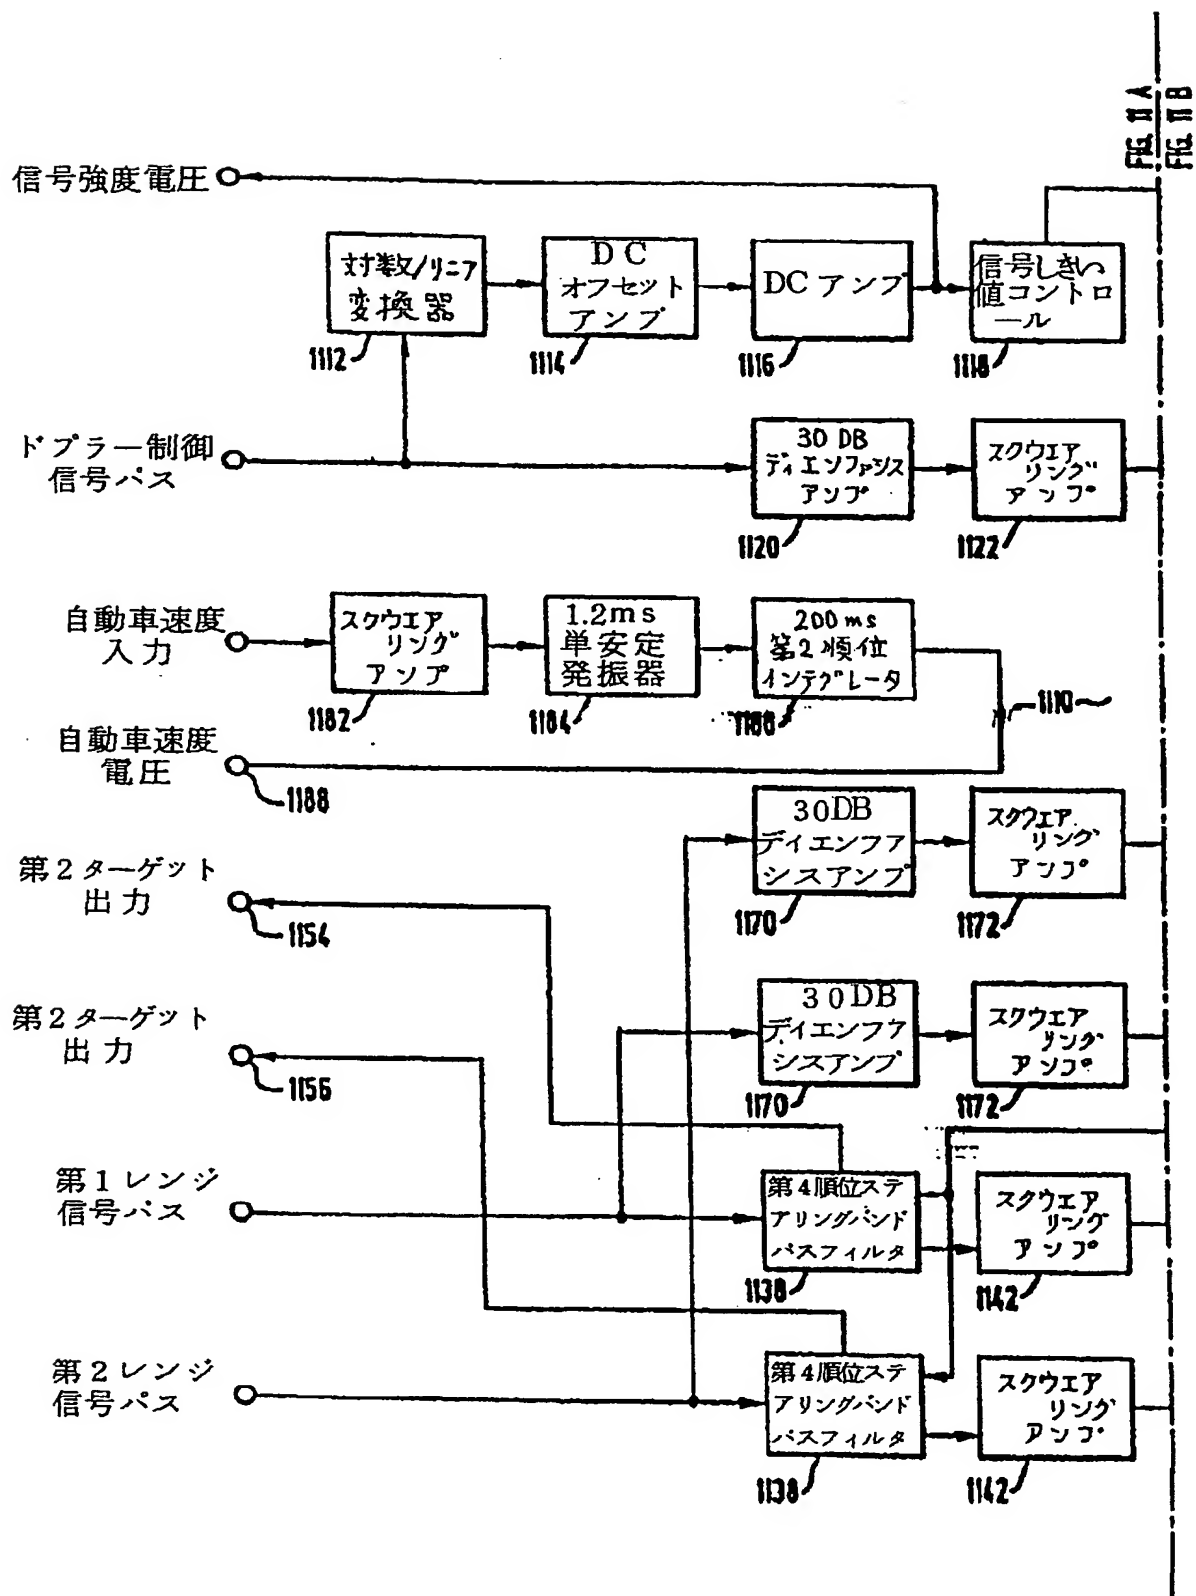 FIG. 11 A
FIG. 11 B
信号強度電圧
対数/リニア
変換器
1112
DC
オフセット
アンプ
1114
DCアンプ
1116
信号しきい
値コントロ
ール
1118
ドプラー制御
信号パス
30 DB
ディエンファシス
アンプ
1120
スクウェア
リング
アンプ
1122
自動車速度
入力
スクウエア
リング
アンプ
1182
1.2ms
単安定
発振器
1184
200ms
第2順位
インテグレータ
1186
1110
自動車速度
電圧
1188
30DB
ディエンファ
シスアンプ
1170
スクウェア
リング
アンプ
1172
第2ターゲット
出力
1154
第2ターゲット
出力
1156
30DB
ディエンファ
シスアンプ
1170
スクウェア
リング
アンプ
1172
第1レンジ
信号パス
第4順位ステ
アリングバンド
パスフィルタ
1138
スクウェア
リング
アンプ
1142
第2レンジ
信号パス
第4順位ステ
アリングバンド
パスフィルタ
1138
スクウエア
リング
アンプ
1142